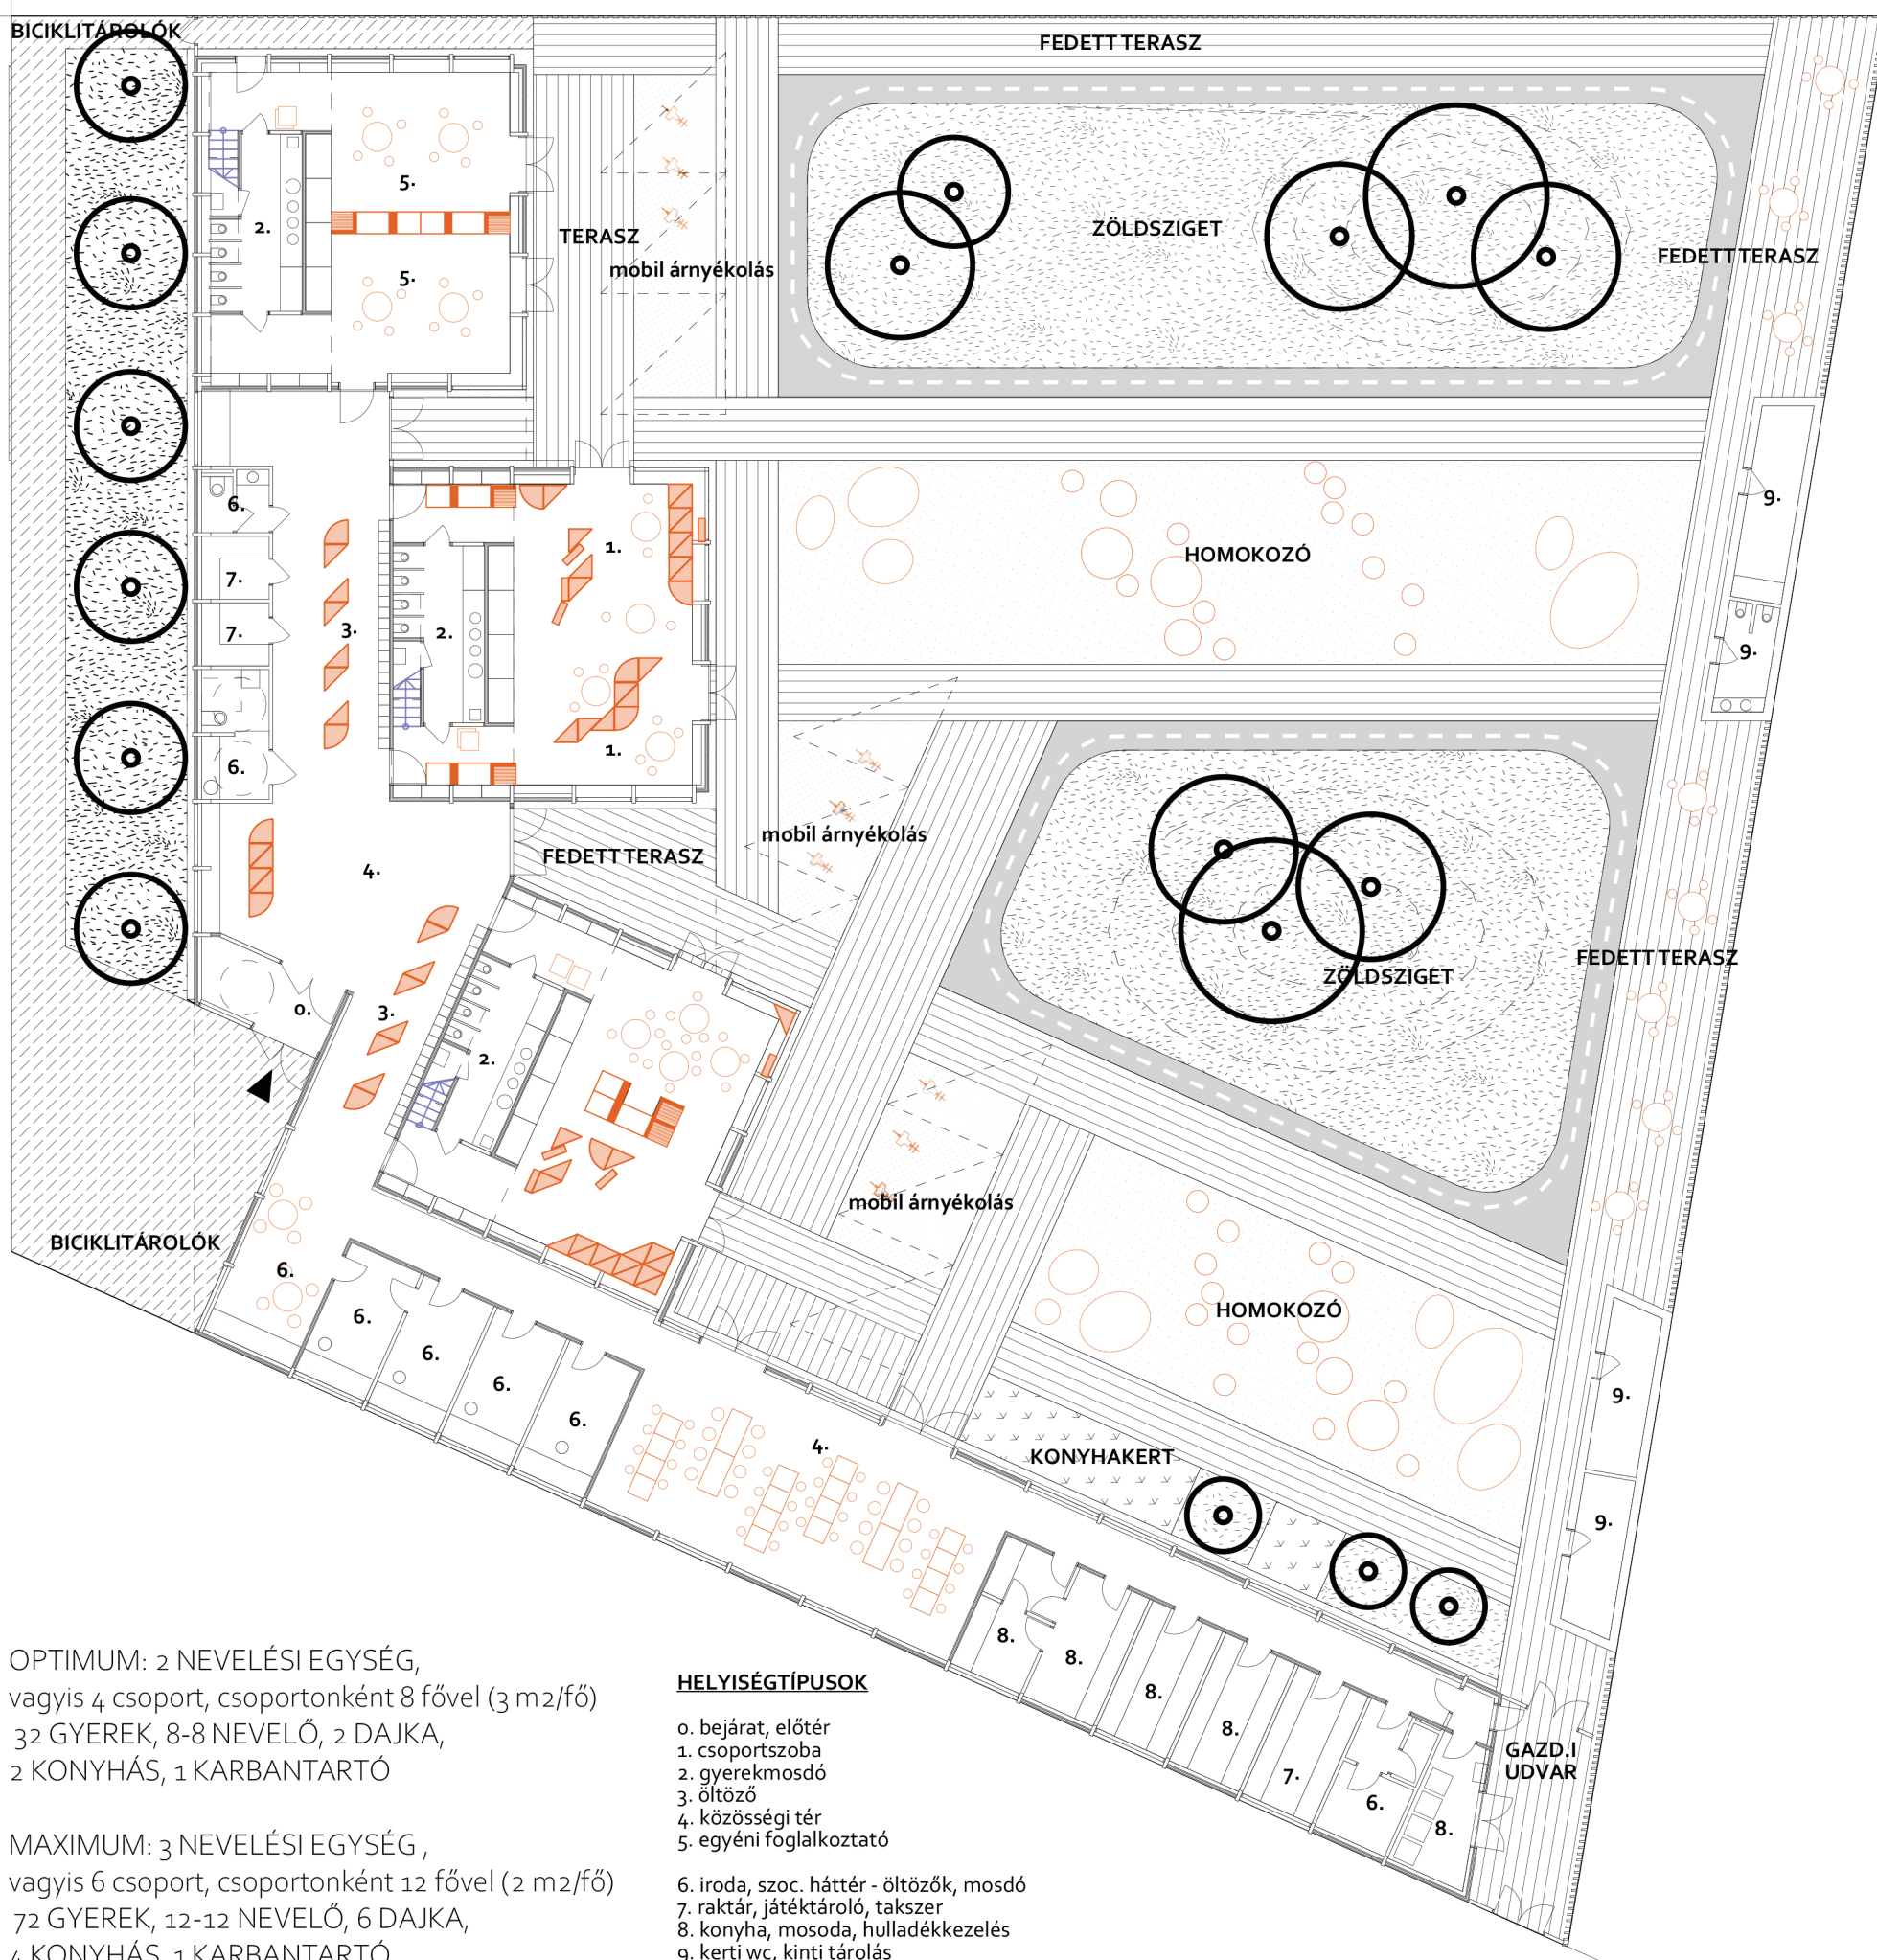 BICIKLITÁROLÓK
FEDETT TERASZ
5.
2.
5.
TERASZ
mobil árnyékolás
ZÖLDSZIGET
FEDETT TERASZ
6.
7.
7.
3.
2.
1.
1.
6.
HOMOKOZÓ
9.
9.
4.
FEDETT TERASZ
mobil árnyékolás
ZÖLDSZIGET
FEDETT TERASZ
0.
3.
2.
mobil árnyékolás
BICIKLITÁROLÓK
6.
6.
6.
6.
6.
HOMOKOZÓ
9.
9.
4.
KONYHAKERT
8.
8.
8.
8.
7.
6.
8.
GAZD.I
UDVAR
OPTIMUM: 2 NEVELÉSI EGYSÉG,
vagyis 4 csoport, csoportonként 8 fővel (3 m2/fő)
32 GYEREK, 8-8 NEVELŐ, 2 DAJKA,
2 KONYHÁS, 1 KARBANTARTÓ
MAXIMUM: 3 NEVELÉSI EGYSÉG ,
vagyis 6 csoport, csoportonként 12 fővel (2 m2/fő)
72 GYEREK, 12-12 NEVELŐ, 6 DAJKA,
4 KONYHÁS, 1 KARBANTARTÓ
HELYISÉGTÍPUSOK
0. bejárat, előtér
1. csoportszoba
2. gyerekmosdó
3. öltöző
4. közösségi tér
5. egyéni foglalkoztató
6. iroda, szoc. háttér - öltözők, mosdó
7. raktár, játéktároló, takszer
8. konyha, mosoda, hulladékkezelés
9. kerti wc, kinti tárolás